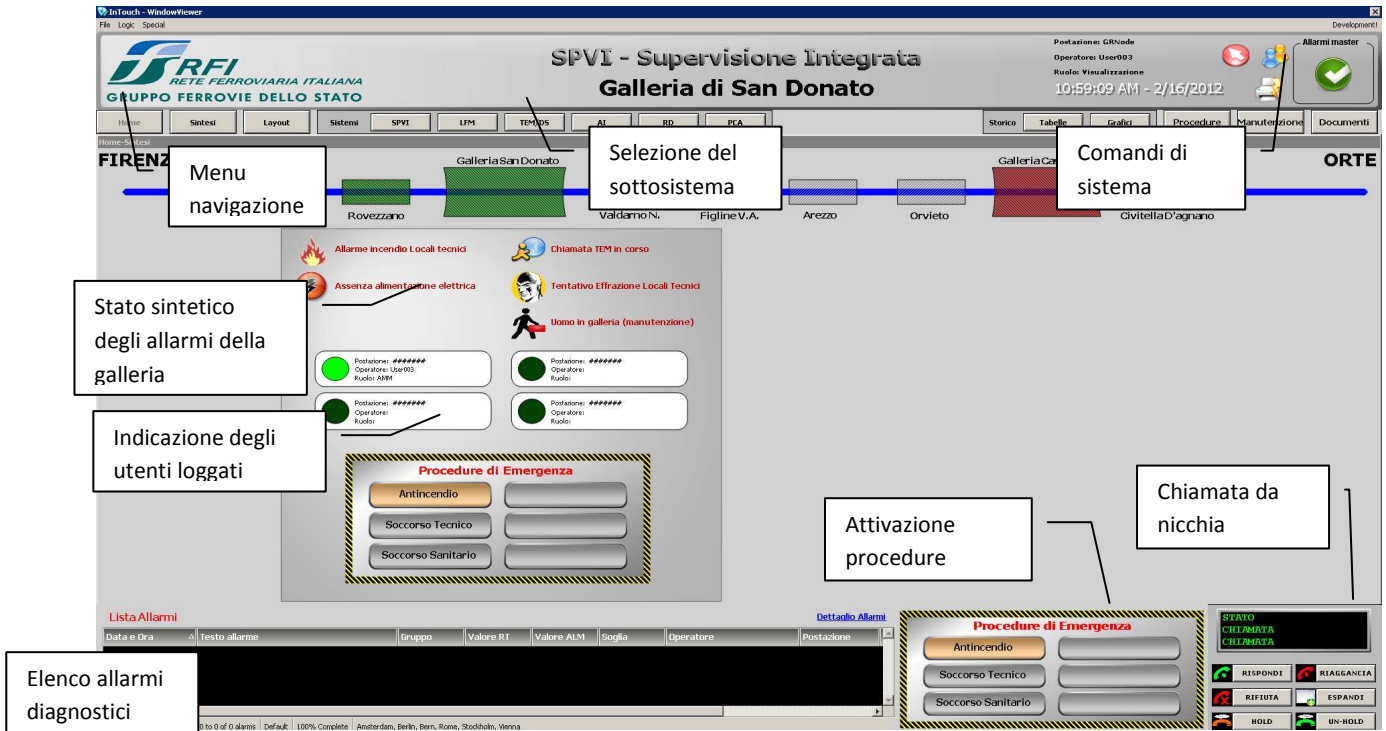 InTouch - WindowViewer
File Logic Special
Development!
RFI
RETE FERROVIARIA ITALIANA
GRUPPO FERROVIE DELLO STATO
SPVI - Supervisione Integrata
Galleria di San Donato
Postazione: GRNode
Operatore: User003
Ruolo: Visualizzazione
10:59:09 AM - 2/16/2012
Allarmi master
Home Sintesi Layout Sistemi SPVI LFM TEM/DS AI RD PCA Storico Tabelle Grafici Procedure Manutenzione Documenti
Home-Sintesi
Galleria San Donato
ORTE
Rovezzano
Valdarno N.
Figline V.A.
Arezzo
Orvieto
Civitella D'agnano
Menu
navigazione
Selezione del
sottosistema
Comandi di
sistema
Allarme incendio Locali tecnici
Chiamata TEM in corso
Assenza alimentazione elettrica
Tentativo Effrazione Locali Tecnici
Uomo in galleria (manutenzione)
Stato sintetico
degli allarmi della
galleria
Postazione: #######
Operatore: User003
Ruolo: AMM
Postazione: #######
Operatore:
Ruolo:
Postazione: #######
Operatore:
Ruolo:
Postazione: #######
Operatore:
Ruolo:
Indicazione degli
utenti loggati
Procedure di Emergenza
Antincendio
Soccorso Tecnico
Soccorso Sanitario
Attivazione
procedure
Chiamata da
nicchia
Lista Allarmi
Dettaglio Allarmi
Data e Ora Testo allarme Gruppo Valore RT Valore ALM Soglia Operatore Postazione
Elenco allarmi
diagnostici
0 to 0 of 0 alarms Default 100% Complete Amsterdam, Berlin, Bern, Rome, Stockholm, Vienna
Procedure di Emergenza
Antincendio
Soccorso Tecnico
Soccorso Sanitario
STATO
CHIAMATA
CHIAMATA
RISPONDI RIAGGANCIA
RIFIUTA ESPANDI
HOLD UN-HOLD